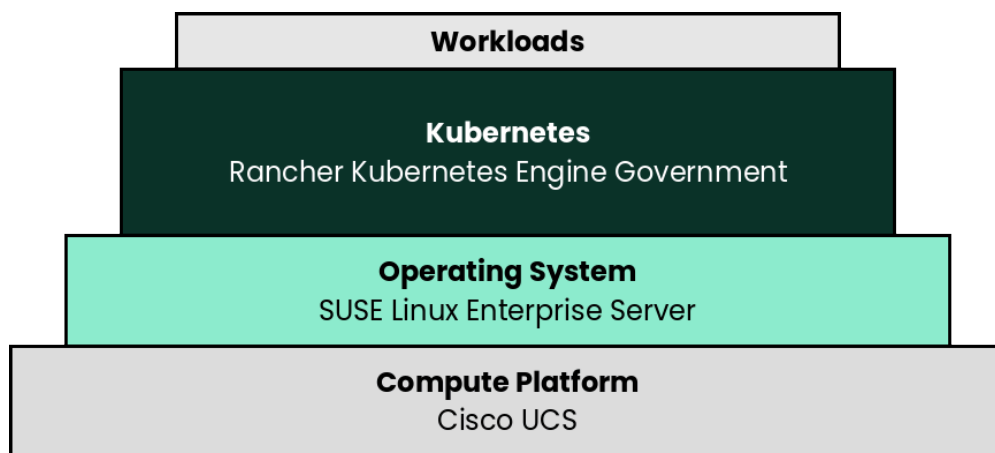 Workloads
Kubernetes
Rancher Kubernetes Engine Government
Operating System
SUSE Linux Enterprise Server
Compute Platform
Cisco UCS